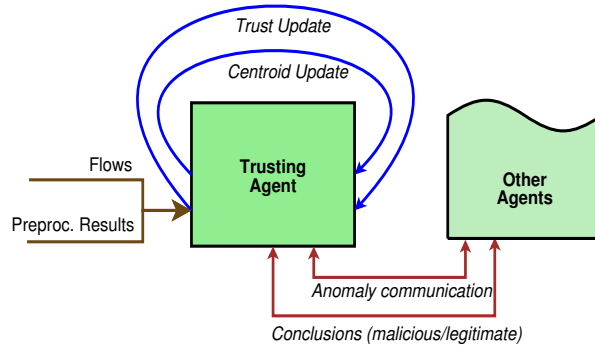 Trust Update
Centroid Update
Trusting
Agent
Flows
Preproc. Results
Other
Agents
Anomaly communication
Conclusions (malicious/legitimate)